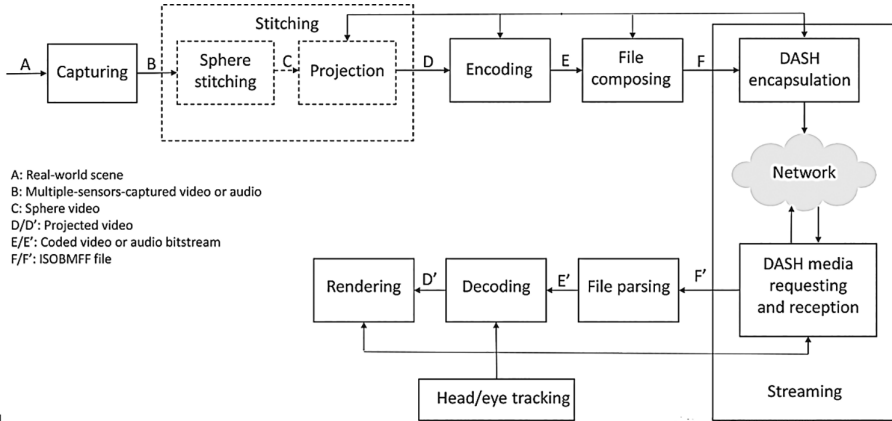 Stitching
A
Capturing
B
Sphere
stitching
C
Projection
D
Encoding
E
File
composing
F
DASH
encapsulation
Network
A: Real-world scene
B: Multiple-sensors-captured video or audio
C: Sphere video
D/D′: Projected video
E/E′: Coded video or audio bitstream
F/F′: ISOBMFF file
Rendering
D′
Decoding
E′
File parsing
F′
DASH media
requesting
and reception
Head/eye tracking
Streaming